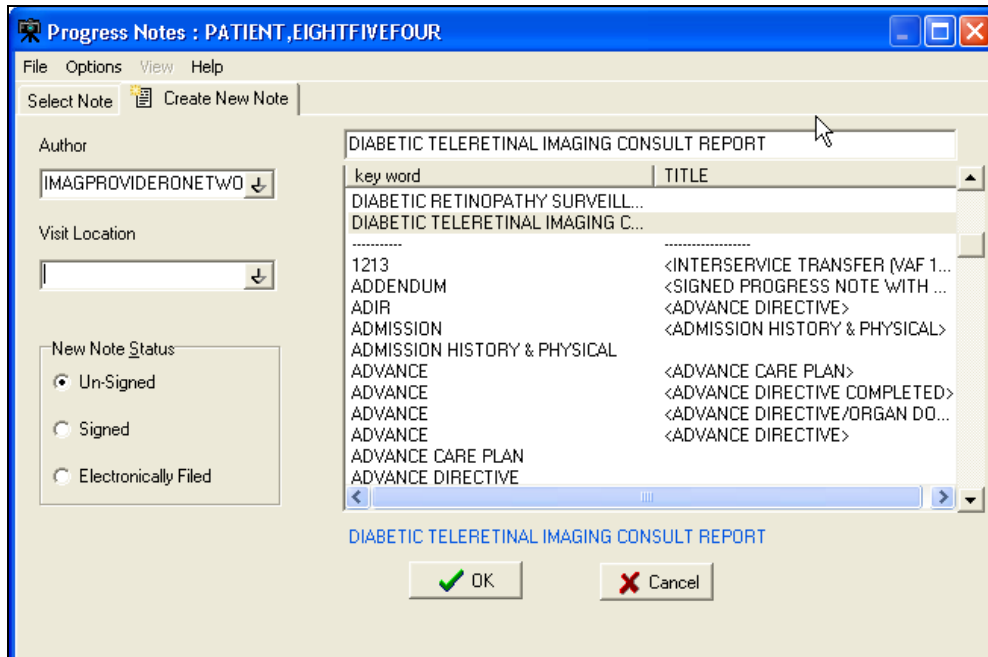 Progress Notes : PATIENT,EIGHTFIVEFOUR
File Options View Help
Select Note Create New Note
Author
IMAGPROVIDERONETWO
Visit Location
New Note Status
Un-Signed
Signed
Electronically Filed
DIABETIC TELERETINAL IMAGING CONSULT REPORT
key word TITLE
DIABETIC RETINOPATHY SURVEILL...
DIABETIC TELERETINAL IMAGING C...
----------- -------------------
1213 <INTERSERVICE TRANSFER (VAF 1...
ADDENDUM <SIGNED PROGRESS NOTE WITH ...
ADIR <ADVANCE DIRECTIVE>
ADMISSION <ADMISSION HISTORY & PHYSICAL>
ADMISSION HISTORY & PHYSICAL
ADVANCE <ADVANCE CARE PLAN>
ADVANCE <ADVANCE DIRECTIVE COMPLETED>
ADVANCE <ADVANCE DIRECTIVE/ORGAN DO...
ADVANCE <ADVANCE DIRECTIVE>
ADVANCE CARE PLAN
ADVANCE DIRECTIVE
DIABETIC TELERETINAL IMAGING CONSULT REPORT
OK Cancel